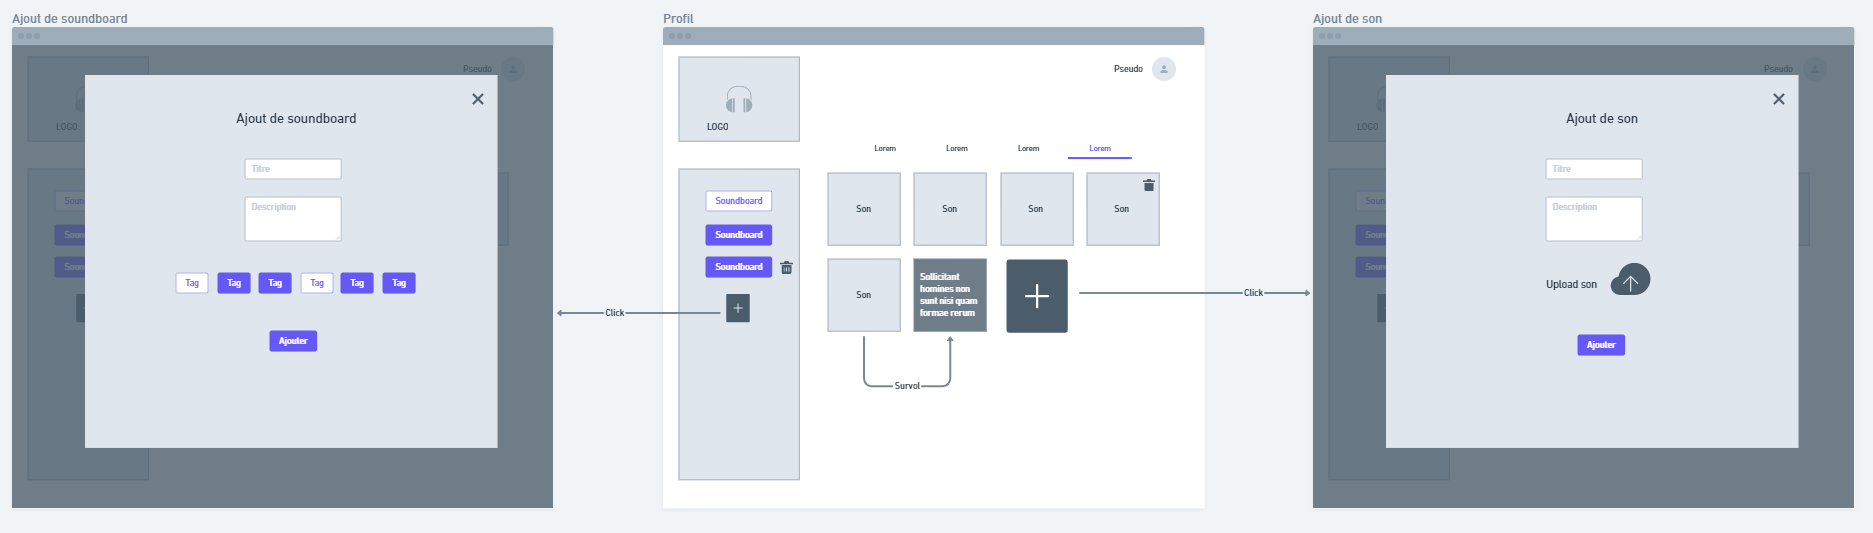 Ajout de soundboard
Pseudo
LOGO
Ajout de soundboard
Titre
Description
Soun
Soun
Soun
Tag Tag Tag Tag Tag Tag
Ajouter
Click
Profil
Pseudo
LOGO
Lorem Lorem Lorem Lorem
Soundboard
Soundboard
Soundboard
Son Son Son Son
Son
Sollicitant
homines non
sunt nisi quam
formae rerum
Survol
Click
Ajout de son
Pseudo
LOGO
Ajout de son
Titre
Description
Soun
Soun
Soun
Upload son
Ajouter